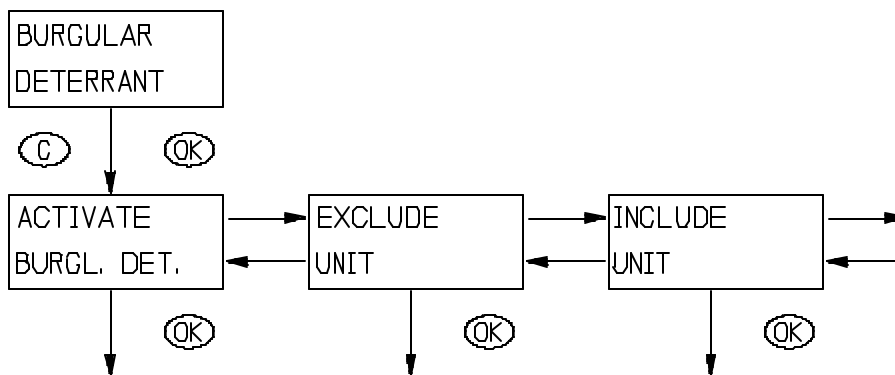 BURGULAR
DETERRANT
C
OK
ACTIVATE
BURGL. DET.
EXCLUDE
UNIT
INCLUDE
UNIT
OK
OK
OK